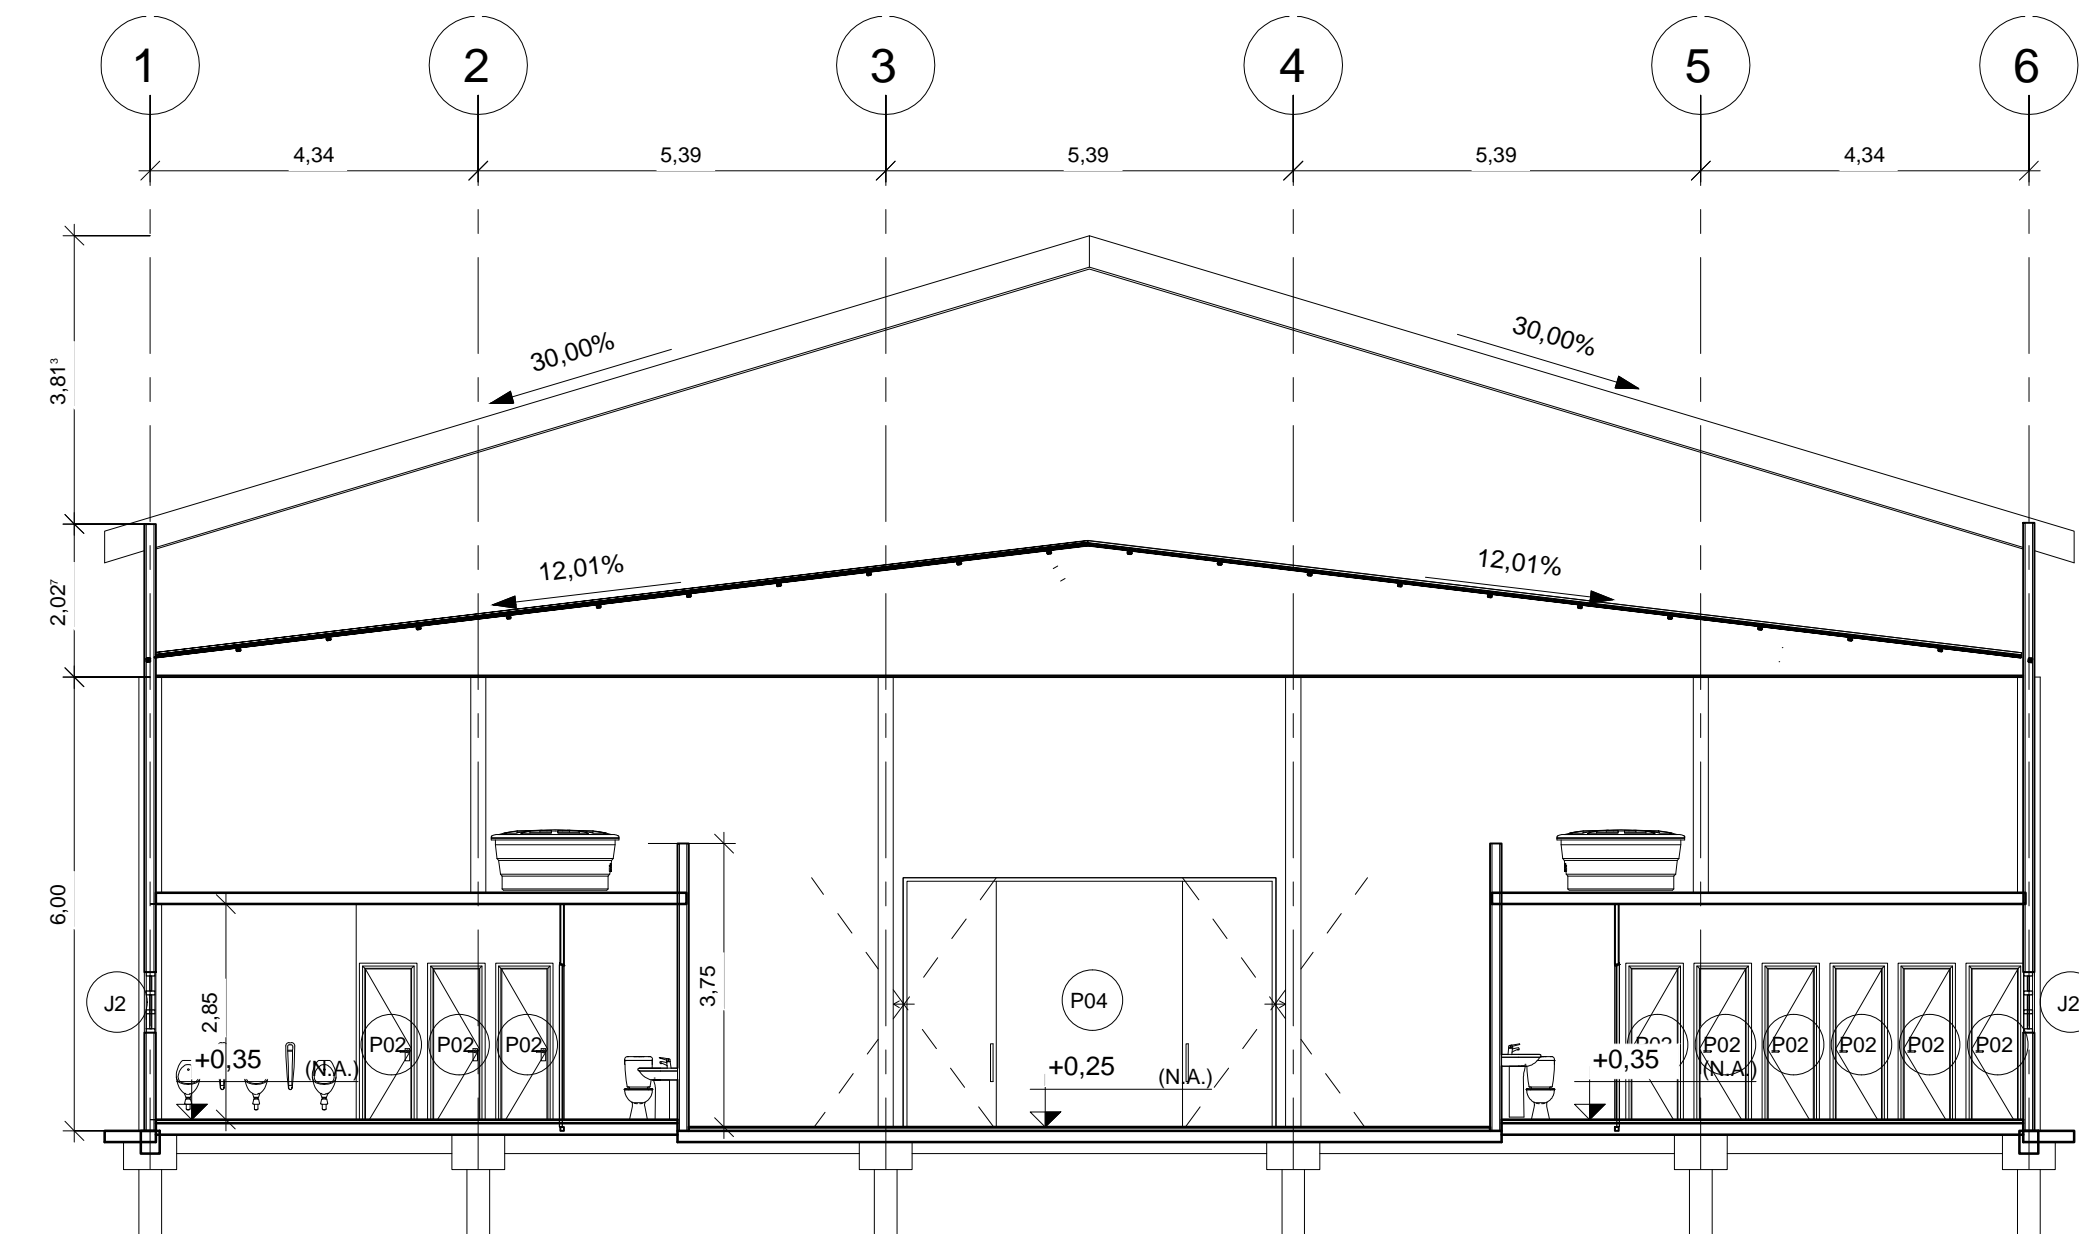 1 2 3 4 5 6
4,34 5,39 5,39 5,39 4,34
30,00% 30,00%
3,81³
12,01% 12,01%
2,02⁷
6,00
3,75
2,85
J2 P04 J2
P02 P02 P02 P02 P02 P02 P02 P02 P02
+0,35 (N.A.) +0,25 (N.A.) +0,35 (N.A.)